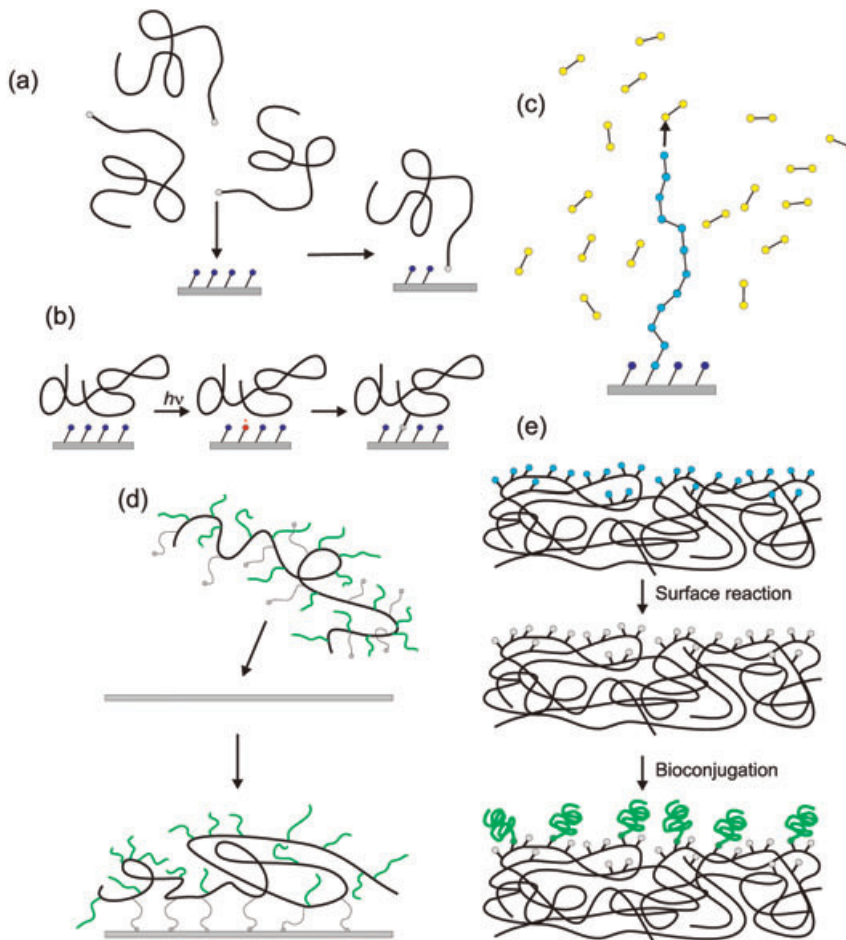 (a)
(c)
(b)
hν
(e)
(d)
Surface reaction
Bioconjugation